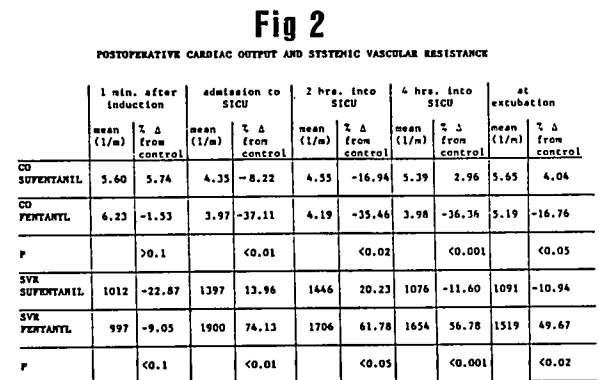 Fig 2
POSTOPERATIVE CARDIAC OUTPUT AND SYSTEMIC VASCULAR RESISTANCE
1 min. after induction admission to SICU 2 hrs. into SICU 4 hrs. into SICU at extubation
mean (l/m) % Δ from control mean (l/m) % Δ from control mean (l/m) % Δ from control mean (l/m) % Δ from control mean (l/m) % Δ from control
CO SUFENTANIL 5.60 5.74 4.35 -8.22 4.55 -16.94 5.39 2.96 5.65 4.04
CO FENTANYL 6.23 -1.53 3.97 -37.11 4.19 -35.46 3.98 -36.36 5.19 -16.76
P >0.1 <0.01 <0.02 <0.001 <0.05
SVR SUFENTANIL 1012 -22.87 1397 13.96 1446 20.23 1076 -11.60 1091 -10.94
SVR FENTANYL 997 -9.05 1900 74.13 1706 61.78 1654 56.78 1519 49.67
P <0.1 <0.01 <0.05 <0.001 <0.02